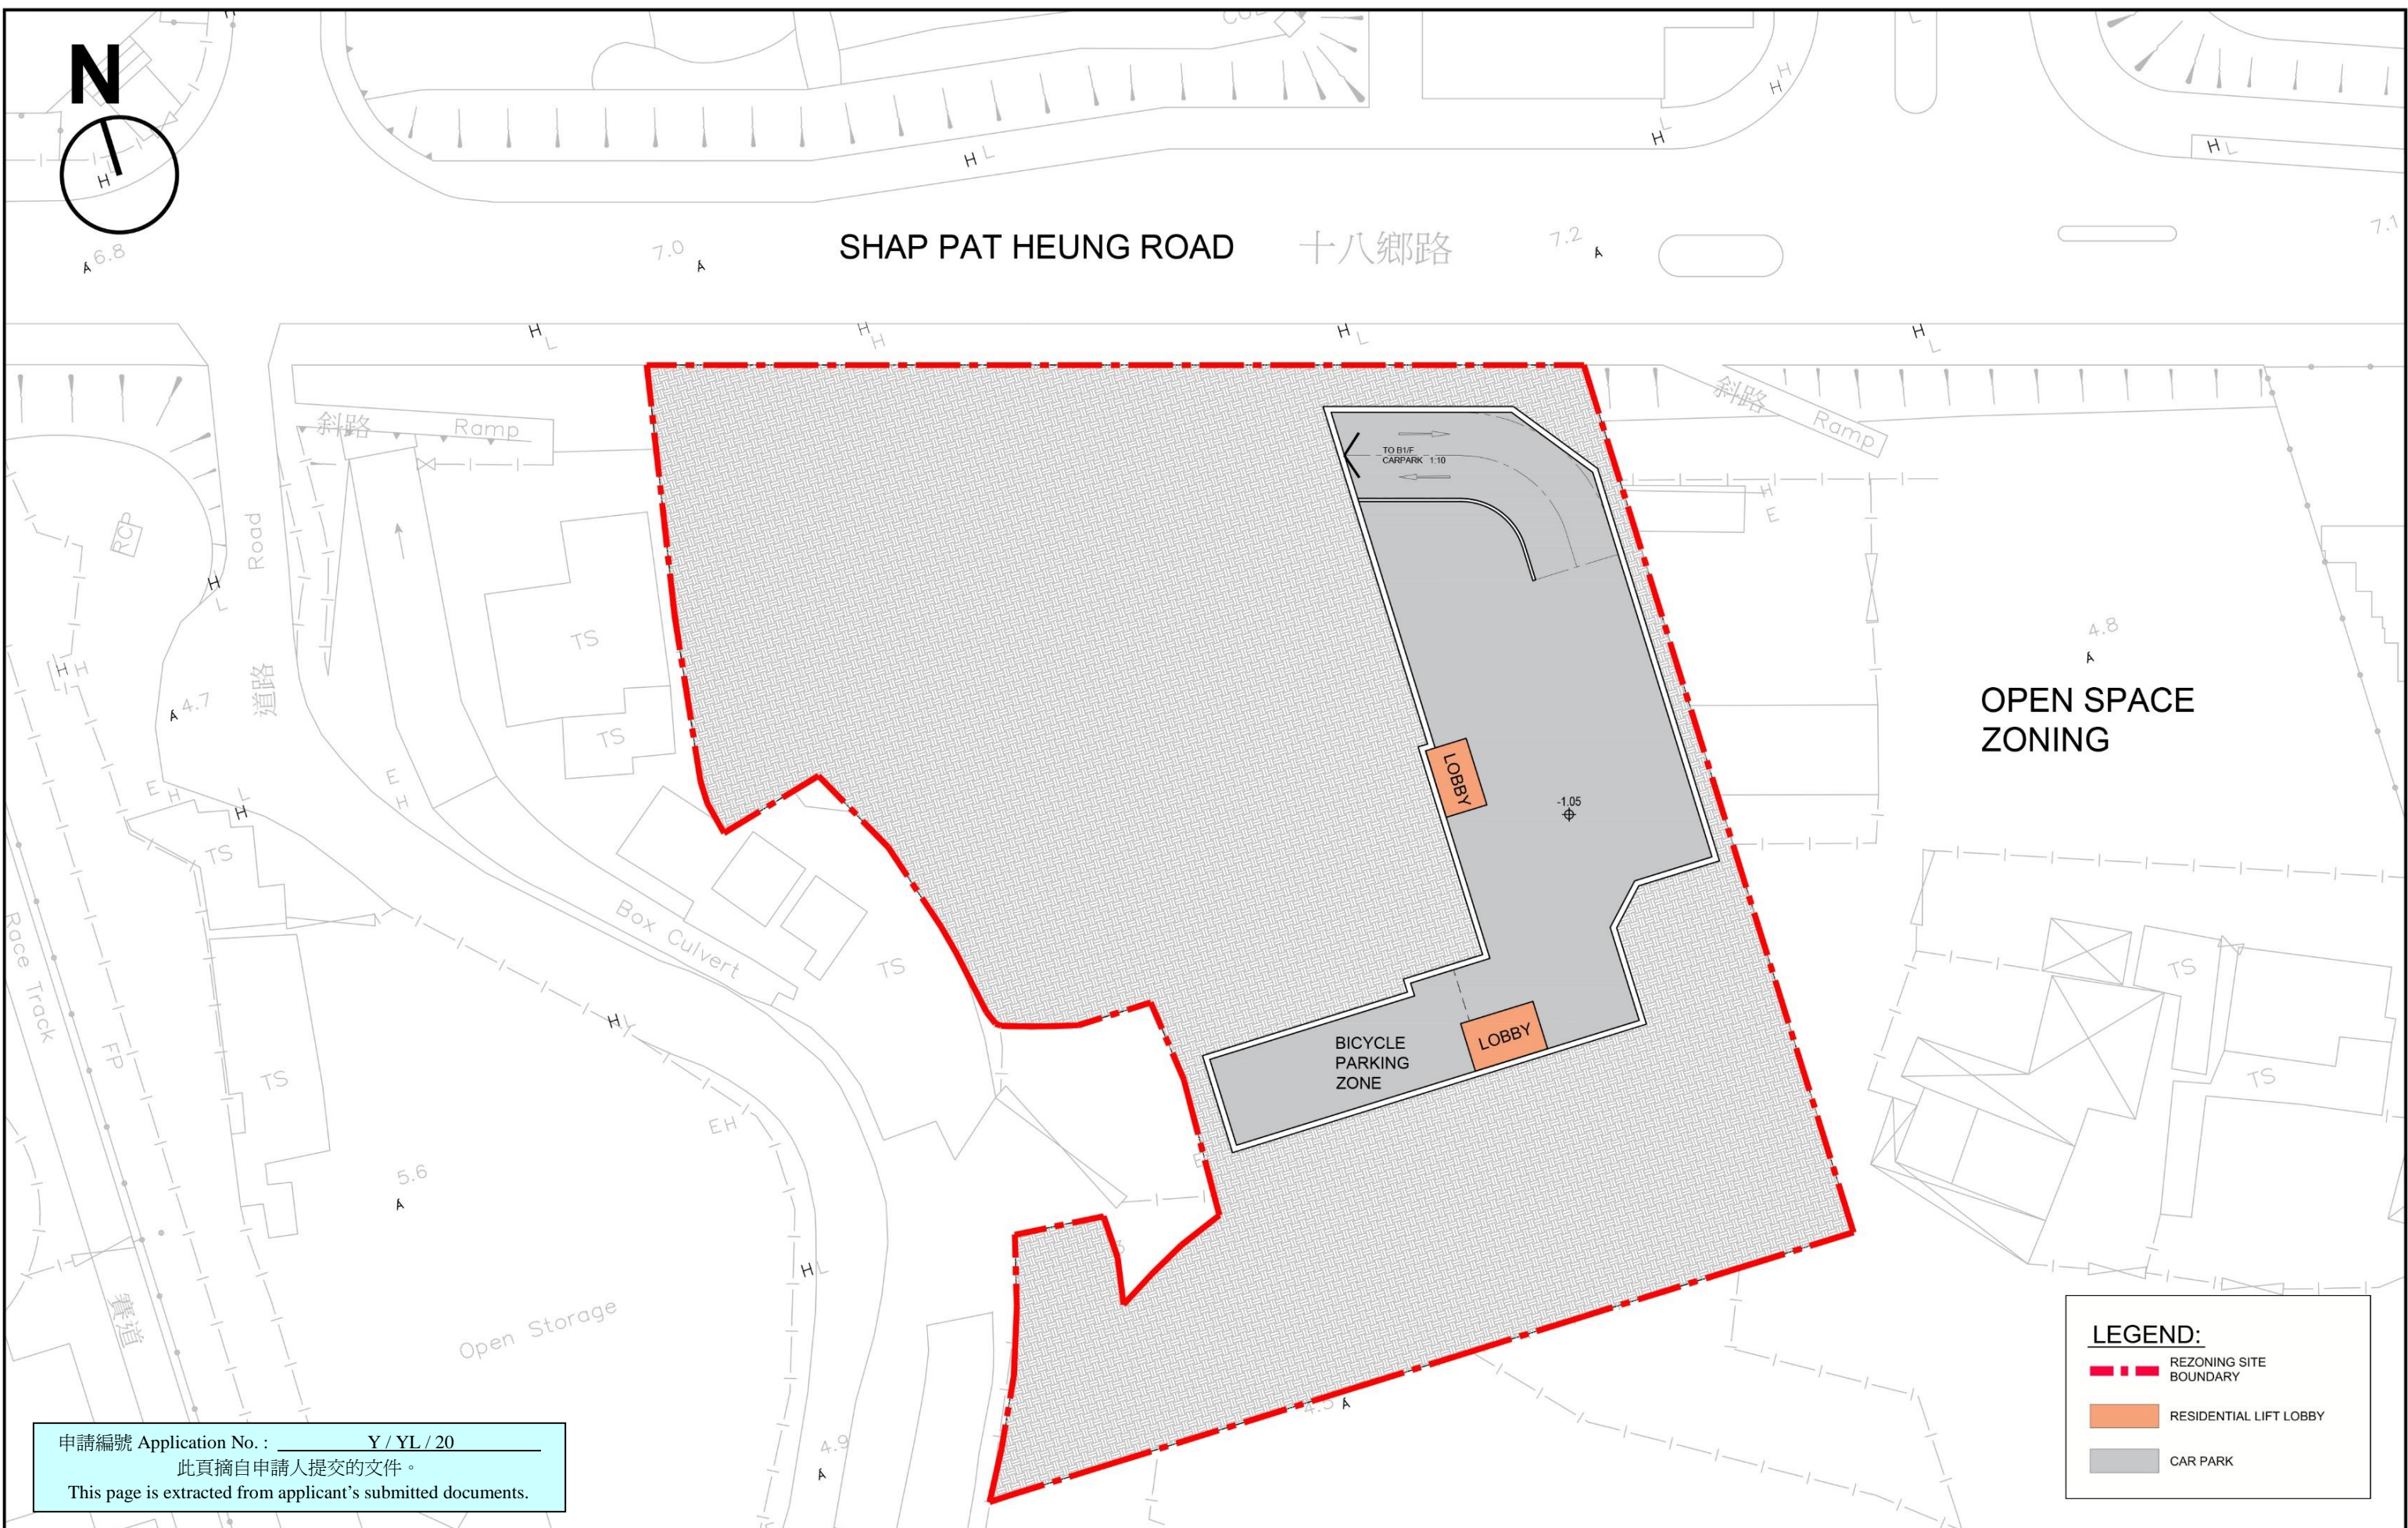 N
6.8
7.0
SHAP PAT HEUNG ROAD 十八鄉路
7.2
7.1
H L
H L
H L
H L
H L
H H
H L
H L
斜路 Ramp
斜路
Ramp
TO B1/F
CARPARK 1:10
RCP
Road
道路
H L
H E
TS
TS
4.7
4.8
OPEN SPACE
ZONING
LOBBY
-1.05
E H
E H
H L
TS
Box Culvert
TS
Race Track
FP
TS
H L
EH
BICYCLE
PARKING
ZONE
LOBBY
TS
TS
5.6
H L
賽道
Open Storage
4.5
4.9
LEGEND:
REZONING SITE
BOUNDARY
RESIDENTIAL LIFT LOBBY
CAR PARK
申請編號 Application No. : Y / YL / 20
此頁摘自申請人提交的文件。
This page is extracted from applicant's submitted documents.